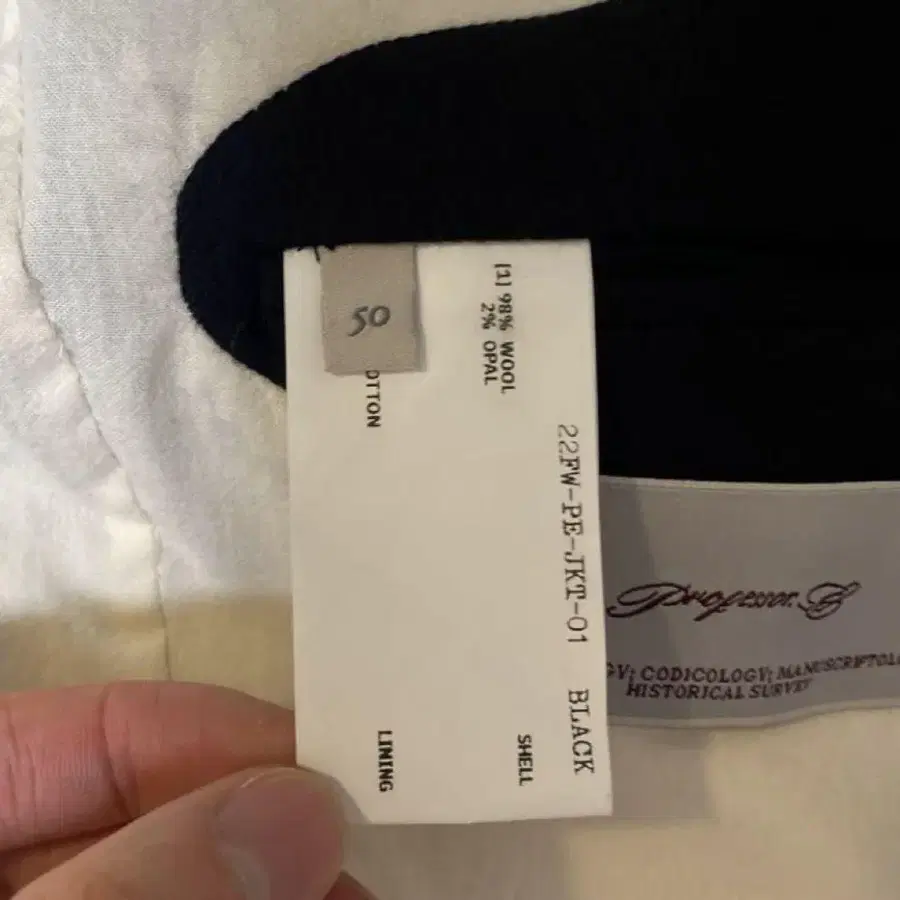 50
OTTON
[1] 98% WOOL
2% OPAL
22FW-PE-JKT-01 BLACK
LINING
SHELL
Professor.E
GY; CODICOLOGY; MANUSCRIPTOL
HISTORICAL SURVEY